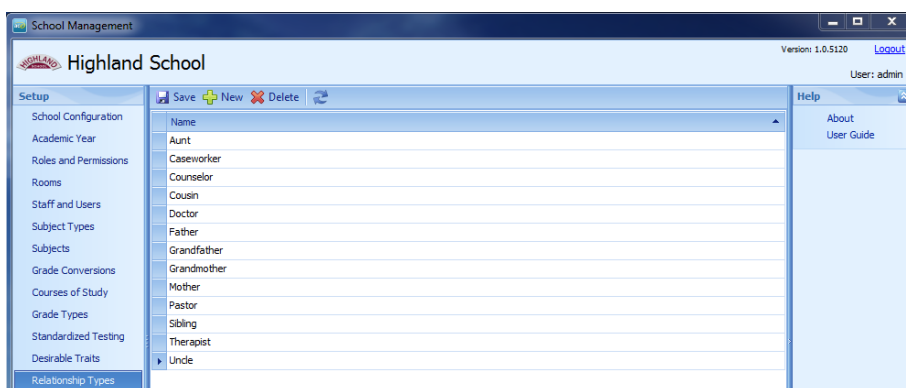 School Management
HIGHLAND
Highland School
Version: 1.0.5120
Logout
User: admin
Setup
School Configuration
Academic Year
Roles and Permissions
Rooms
Staff and Users
Subject Types
Subjects
Grade Conversions
Courses of Study
Grade Types
Standardized Testing
Desirable Traits
Relationship Types
Save New Delete
Name
Aunt
Caseworker
Counselor
Cousin
Doctor
Father
Grandfather
Grandmother
Mother
Pastor
Sibling
Therapist
Uncle
Help
About
User Guide